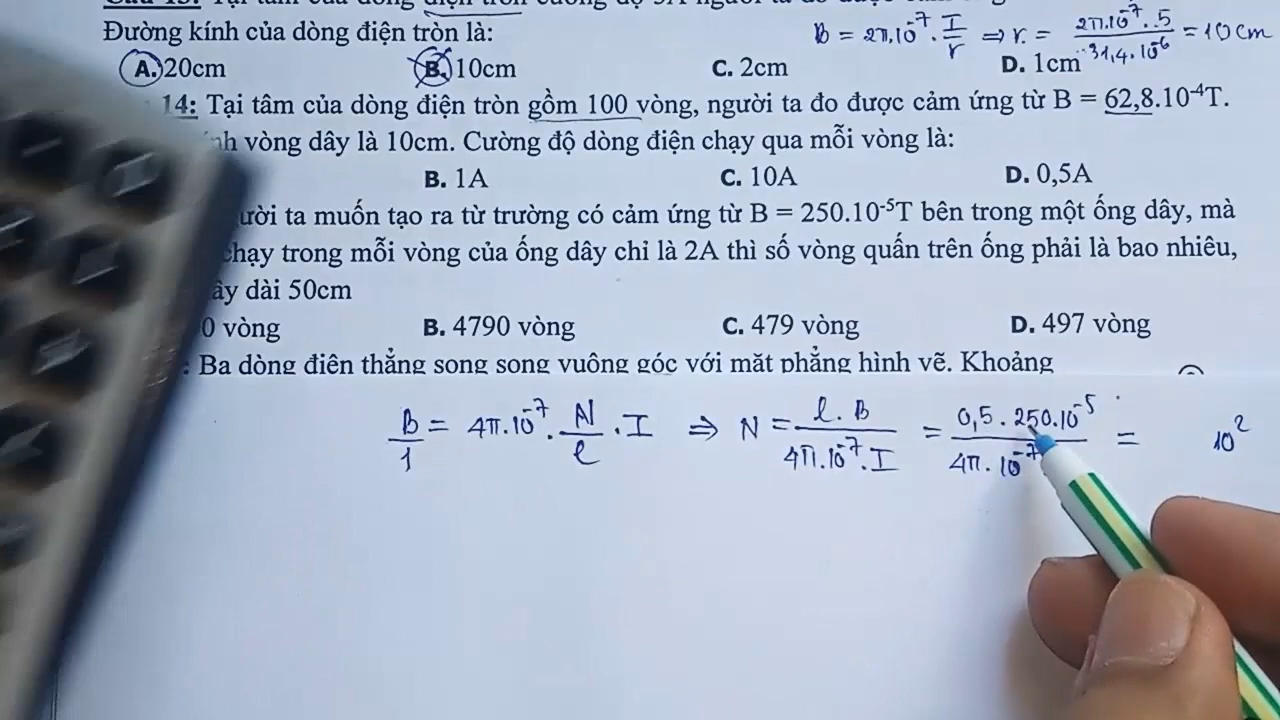 Đường kính của dòng điện tròn là:
B = 2π.10⁻⁷ . I/r ⇒ r = 2π.10⁻⁷.5 / 31,4.10⁻⁶ = 10cm
A. 20cm B. 10cm C. 2cm D. 1cm
14: Tại tâm của dòng điện tròn gồm 100 vòng, người ta đo được cảm ứng từ B = 62,8.10⁻⁴T.
vòng dây là 10cm. Cường độ dòng điện chạy qua mỗi vòng là:
B. 1A C. 10A D. 0,5A
ta muốn tạo ra từ trường có cảm ứng từ B = 250.10⁻⁵T bên trong một ống dây, mà
chạy trong mỗi vòng của ống dây chỉ là 2A thì số vòng quấn trên ống phải là bao nhiêu,
dài 50cm
0 vòng B. 4790 vòng C. 479 vòng D. 497 vòng
: Ba dòng điện thẳng song song vuông góc với mặt phẳng hình vẽ. Khoảng
B/1 = 4π.10⁻⁷ . N/l . I ⇒ N = l.B / 4π.10⁻⁷.I = 0,5.250.10⁻⁵ / 4π.10⁻⁷ = 10²